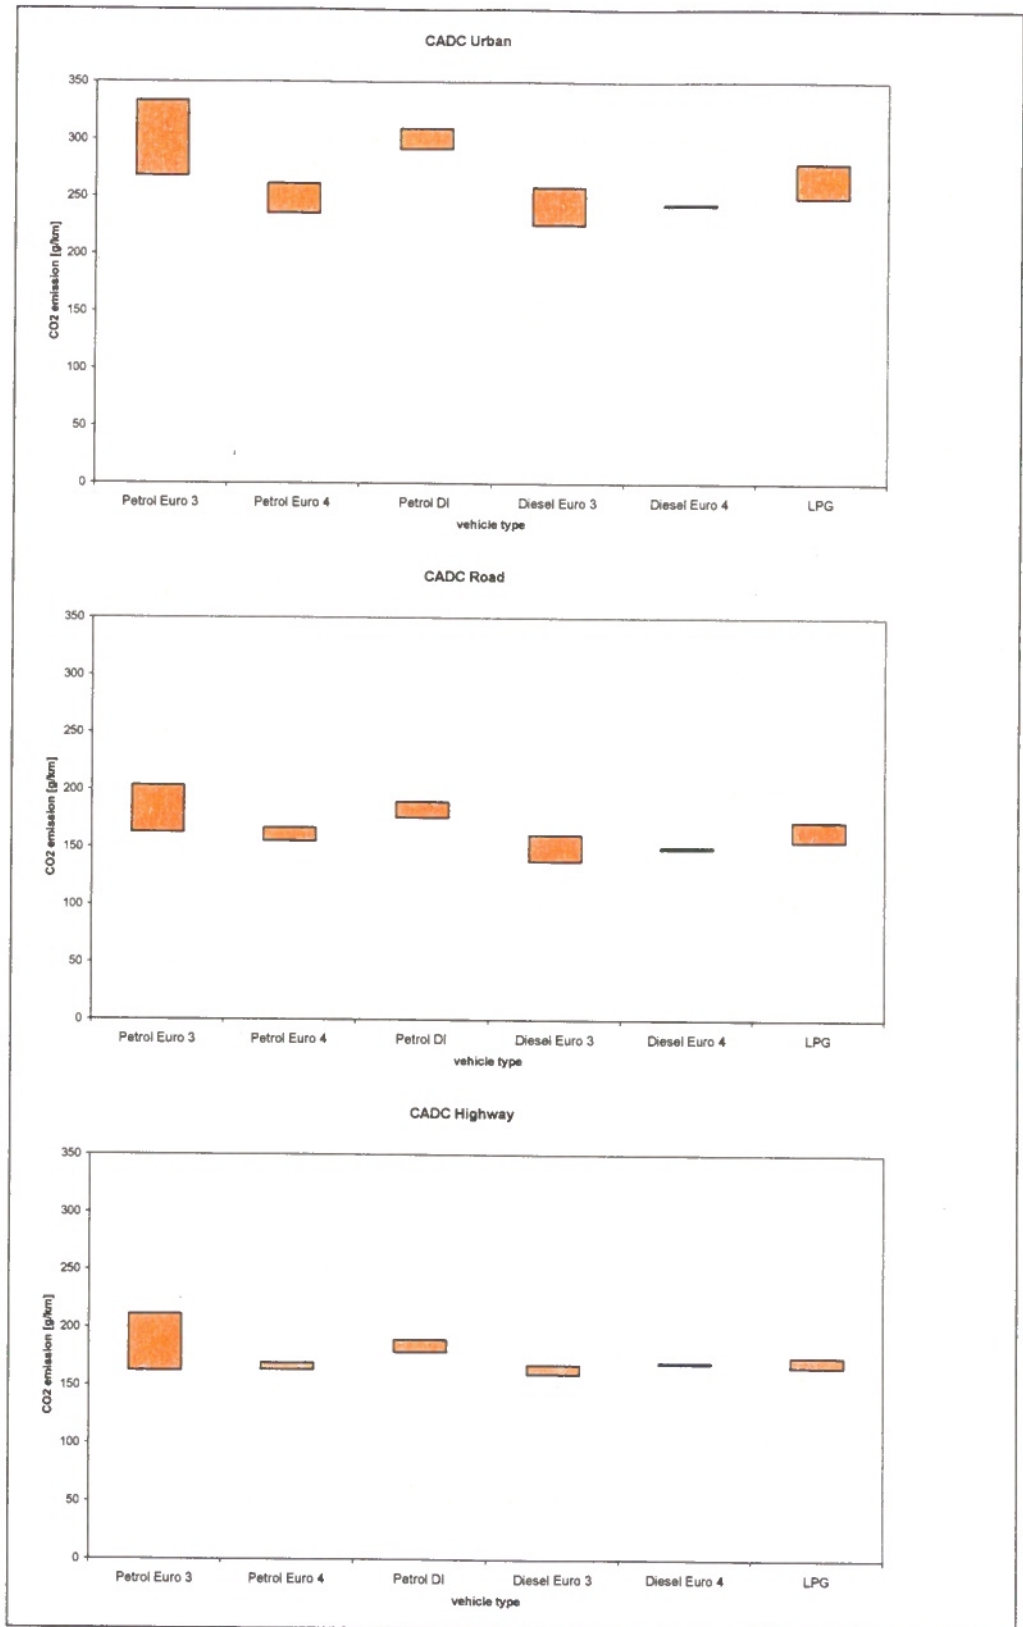 CADC Urban
350
300
250
200
150
100
50
0
CO2 emission [g/km]
Petrol Euro 3 Petrol Euro 4 Petrol DI Diesel Euro 3 Diesel Euro 4 LPG
vehicle type
CADC Road
350
300
250
200
150
100
50
0
CO2 emission [g/km]
Petrol Euro 3 Petrol Euro 4 Petrol DI Diesel Euro 3 Diesel Euro 4 LPG
vehicle type
CADC Highway
350
300
250
200
150
100
50
0
CO2 emission [g/km]
Petrol Euro 3 Petrol Euro 4 Petrol DI Diesel Euro 3 Diesel Euro 4 LPG
vehicle type